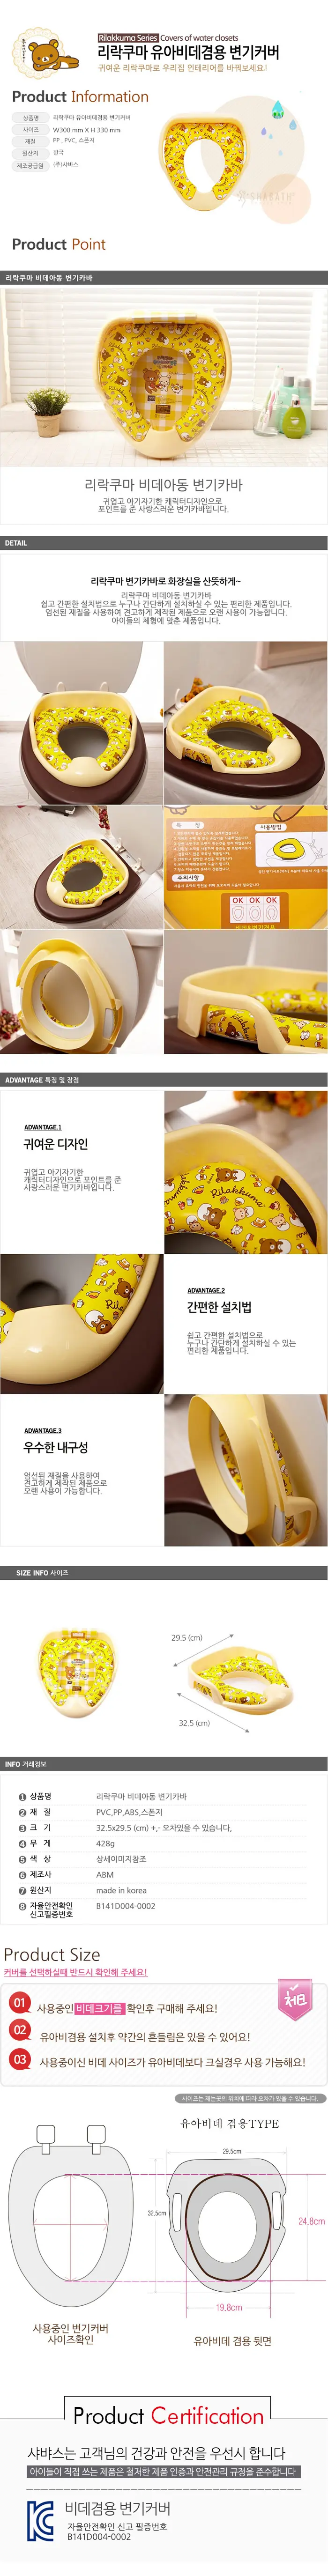 Rilakkuma Series Covers of water closets
리락쿠마 유아비데겸용 변기커버
귀여운 리락쿠마로 우리집 인테리어를 바꿔보세요!
Product Information
상품명 리락쿠마 유아비데겸용 변기커버
사이즈 W300 mm X H 330 mm
재질 PP , PVC, 스폰지
원산지 한국
제조공급원 (주)샤베스
Product Point
리락쿠마 비데아동 변기카바
리락쿠마 비데아동 변기카바
귀엽고 아기자기한 캐릭터디자인으로
포인트를 준 사랑스러운 변기카바입니다.
DETAIL
리락쿠마 변기카바로 화장실을 산뜻하게~
리락쿠마 비데아동 변기카바
쉽고 간편한 설치법으로 누구나 간단하게 설치하실 수 있는 편리한 제품입니다.
엄선된 재질을 사용하여 견고하게 제작된 제품으로 오랜 사용이 가능합니다.
아이들의 체형에 맞춘 제품입니다.
특 징
사용방법
주의사항
OK OK OK
ADVANTAGE 특징 및 장점
ADVANTAGE.1
귀여운 디자인
귀엽고 아기자기한
캐릭터디자인으로 포인트를 준
사랑스러운 변기카바입니다.
Rilakkuma
ADVANTAGE.2
간편한 설치법
쉽고 간편한 설치법으로
누구나 간단하게 설치하실 수 있는
편리한 제품입니다.
ADVANTAGE.3
우수한 내구성
엄선된 재질을 사용하여
견고하게 제작된 제품으로
오랜 사용이 가능합니다.
SIZE INFO 사이즈
29.5 (cm)
32.5 (cm)
INFO 거래정보
1 상품명 리락쿠마 비데아동 변기카바
2 재 질 PVC,PP,ABS,스폰지
3 크 기 32.5x29.5 (cm) +,- 오차있을 수 있습니다.
4 무 게 428g
5 색 상 상세이미지참조
6 제조사 ABM
7 원산지 made in korea
8 자율안전확인 신고필증번호 B141D004-0002
Product Size
커버를 선택하실때 반드시 확인해 주세요!
체크
01 사용중인 비데크기를 확인후 구매해 주세요!
02 유아비겸용 설치후 약간의 흔들림은 있을 수 있어요!
03 사용중이신 비데 사이즈가 유아비데보다 크실경우 사용 가능해요!
사이즈는 재는곳의 위치에 따라 오차가 있을 수 있습니다.
유아비데 겸용TYPE
29.5cm
32.5cm
24.8cm
19.8cm
사용중인 변기커버
사이즈확인
유아비데 겸용 뒷면
Product Certification
샤뱌스는 고객님의 건강과 안전을 우선시 합니다
아이들이 직접 쓰는 제품은 철저한 제품 인증과 안전관리 규정을 준수합니다
비데겸용 변기커버
자율안전확인 신고 필증번호
B141D004-0002